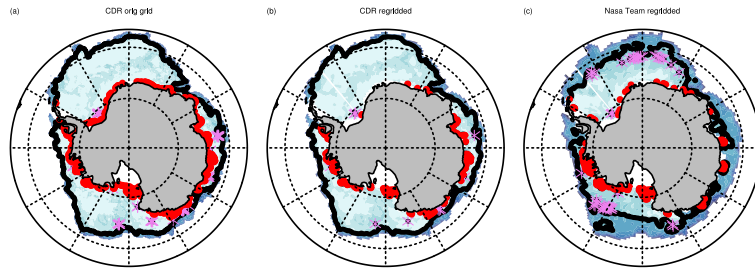 (a) CDR orig grid
(b) CDR regridded
(c) Nasa Team regridded